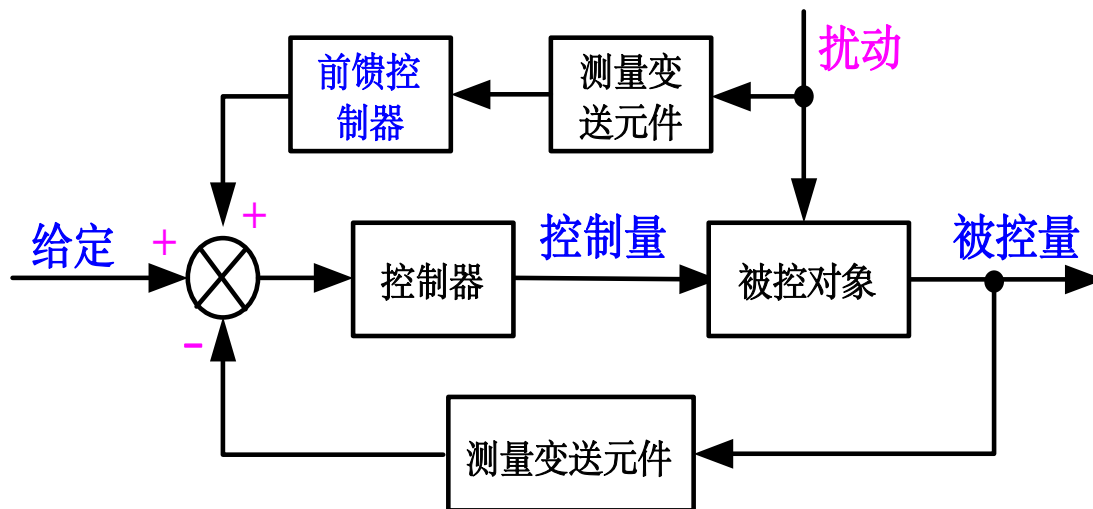 扰动
前馈控
制器
测量变
送元件
+
给定
+
控制量
被控量
控制器
被控对象
-
测量变送元件